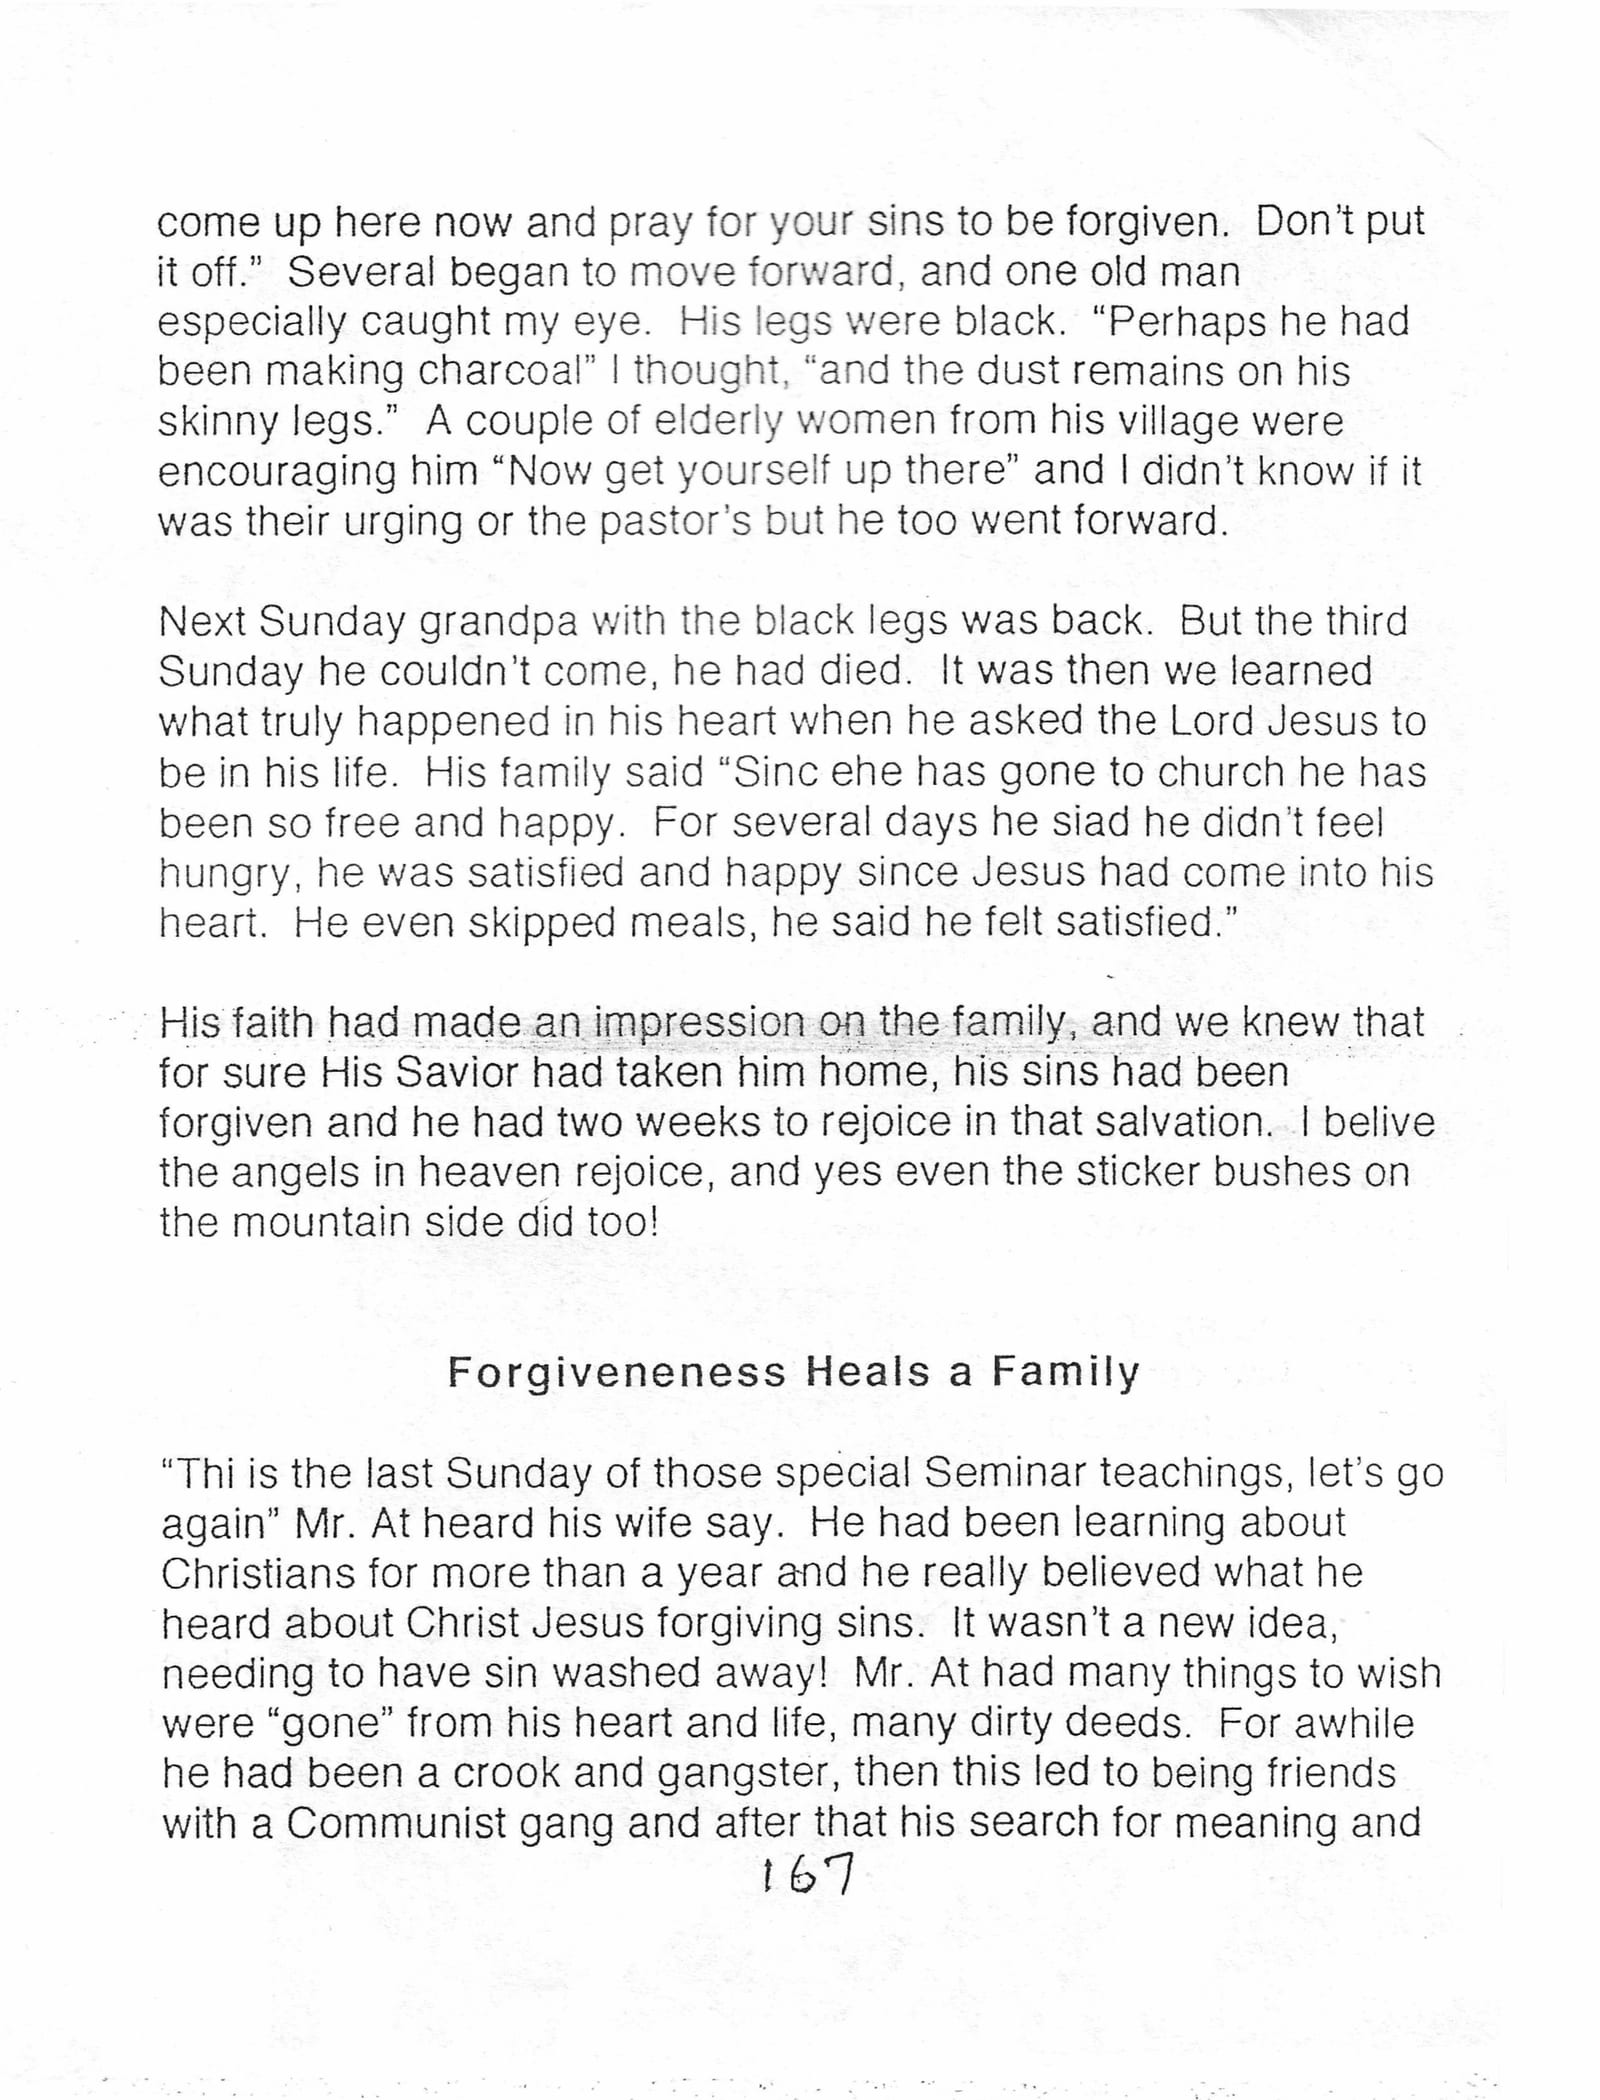 come up here now and pray for your sins to be forgiven.  Don't put
it off."  Several began to move forward, and one old man
especially caught my eye.  His legs were black.  "Perhaps he had
been making charcoal" I thought, "and the dust remains on his
skinny legs."  A couple of elderly women from his village were
encouraging him "Now get yourself up there" and I didn't know if it
was their urging or the pastor's but he too went forward.

Next Sunday grandpa with the black legs was back.  But the third
Sunday he couldn't come, he had died.  It was then we learned
what truly happened in his heart when he asked the Lord Jesus to
be in his life.  His family said "Sinc ehe has gone to church he has
been so free and happy.  For several days he siad he didn't feel
hungry, he was satisfied and happy since Jesus had come into his
heart.  He even skipped meals, he said he felt satisfied."

His faith had made an impression on the family, and we knew that
for sure His Savior had taken him home, his sins had been
forgiven and he had two weeks to rejoice in that salvation.  I belive
the angels in heaven rejoice, and yes even the sticker bushes on
the mountain side did too!

Forgiveneness Heals a Family

"Thi is the last Sunday of those special Seminar teachings, let's go
again" Mr. At heard his wife say.  He had been learning about
Christians for more than a year and he really believed what he
heard about Christ Jesus forgiving sins.  It wasn't a new idea,
needing to have sin washed away!  Mr. At had many things to wish
were "gone" from his heart and life, many dirty deeds.  For awhile
he had been a crook and gangster, then this led to being friends
with a Communist gang and after that his search for meaning and
167